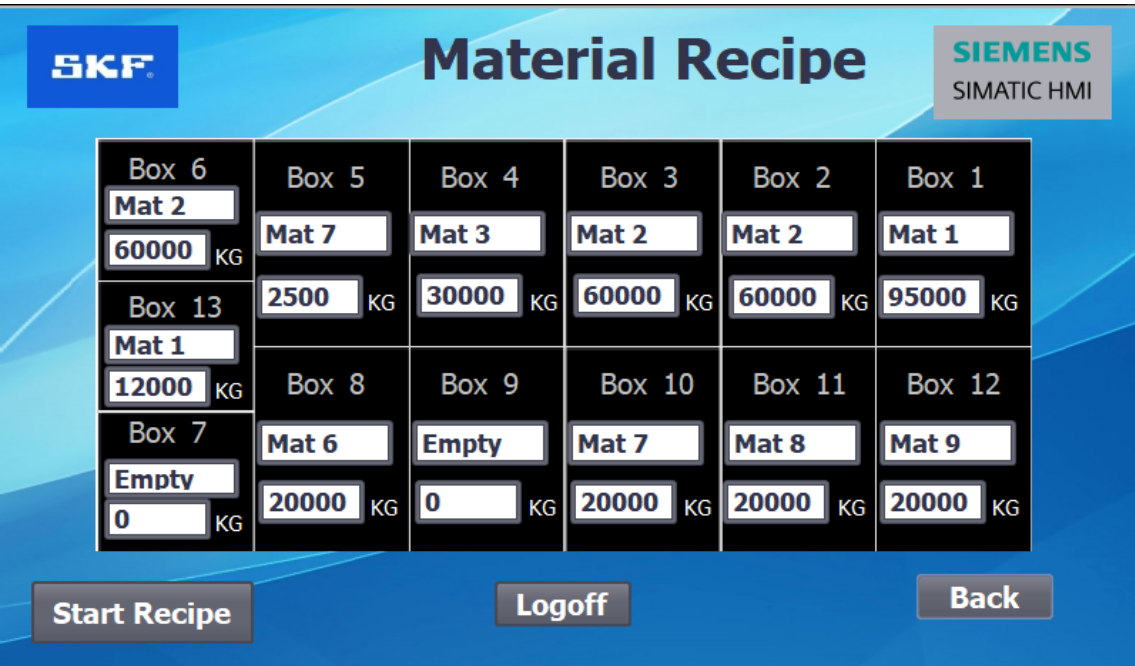 SKF®
Material Recipe
SIEMENS
SIMATIC HMI
Box 6
Mat 2
60000 KG
Box 5
Mat 7
2500 KG
Box 4
Mat 3
30000 KG
Box 3
Mat 2
60000 KG
Box 2
Mat 2
60000 KG
Box 1
Mat 1
95000 KG
Box 13
Mat 1
12000 KG
Box 7
Empty
0 KG
Box 8
Mat 6
20000 KG
Box 9
Empty
0 KG
Box 10
Mat 7
20000 KG
Box 11
Mat 8
20000 KG
Box 12
Mat 9
20000 KG
Start Recipe
Logoff
Back